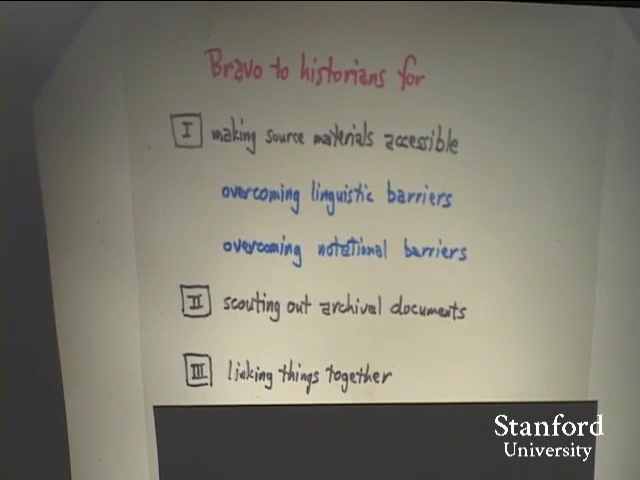 Bravo to historians for
I making source materials accessible
overcoming linguistic barriers
overcoming notational barriers
II scouting out archival documents
III linking things together
Stanford
University